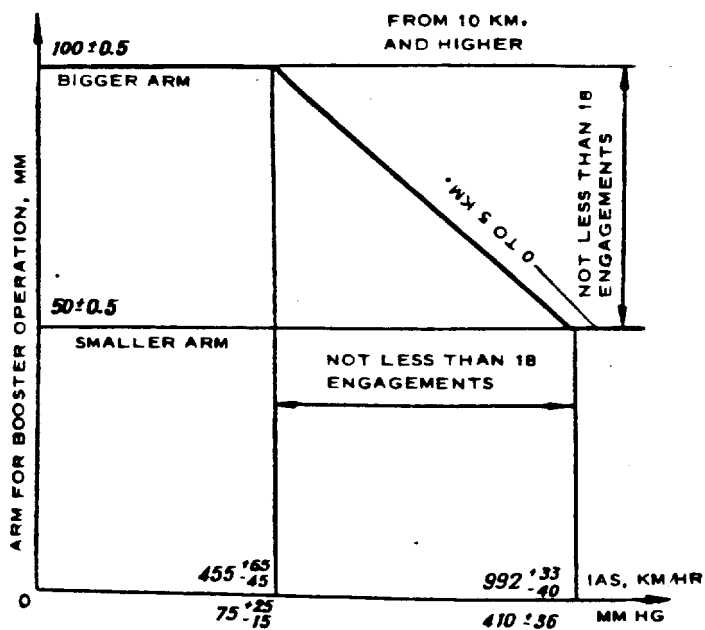 FROM 10 KM.
AND HIGHER
100±0.5
BIGGER ARM
NOT LESS THAN 18
ENGAGEMENTS
0 TO 5 KM.
ARM FOR BOOSTER OPERATION, MM
50±0.5
SMALLER ARM
NOT LESS THAN 18
ENGAGEMENTS
455 +65 -45
992 +33 -40
IAS, KM/HR
0
75 +25 -15
410 ±36
MM HG